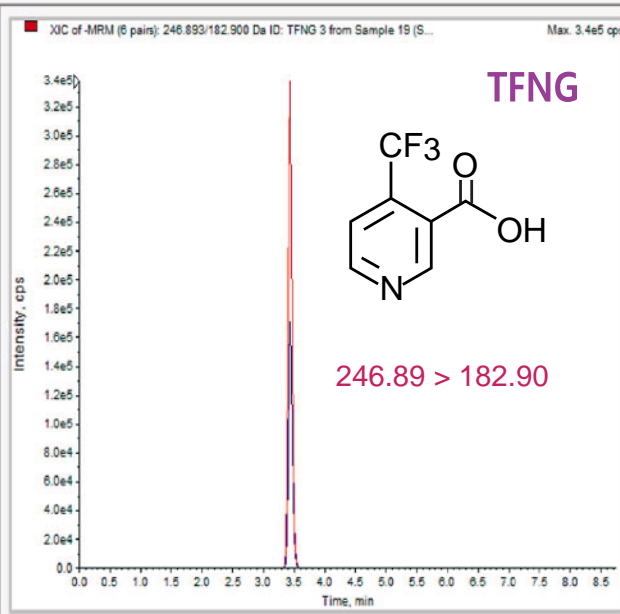 XIC of -MRM (6 pairs): 246.893/182.900 Da ID: TFNG 3 from Sample 19 (S... Max. 3.4e5 cps
TFNG
CF3
O
OH
N
246.89 > 182.90
Intensity, cps
3.4e5
3.2e5
3.0e5
2.8e5
2.6e5
2.4e5
2.2e5
2.0e5
1.8e5
1.6e5
1.4e5
1.2e5
1.0e5
8.0e4
6.0e4
4.0e4
2.0e4
0.0
0.0 0.5 1.0 1.5 2.0 2.5 3.0 3.5 4.0 4.5 5.0 5.5 6.0 6.5 7.0 7.5 8.0 8.5
Time, min